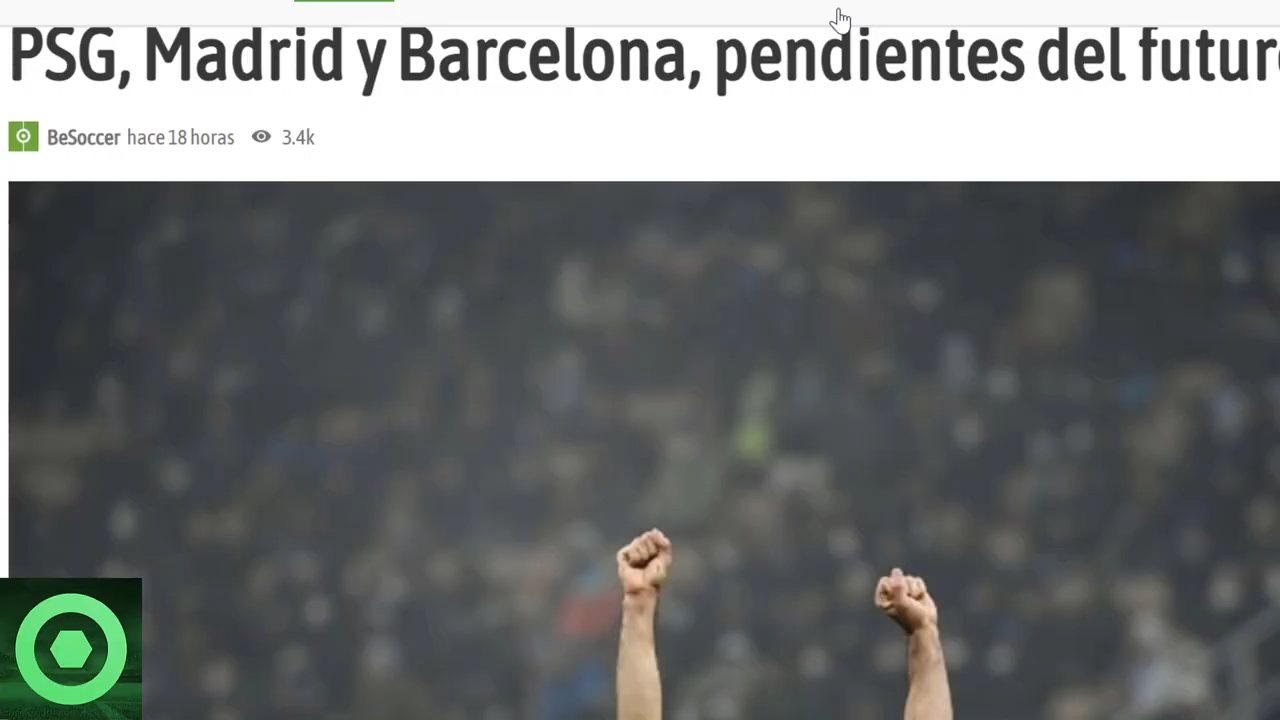 PSG, Madrid y Barcelona, pendientes del futur
BeSoccer hace 18 horas 3.4k